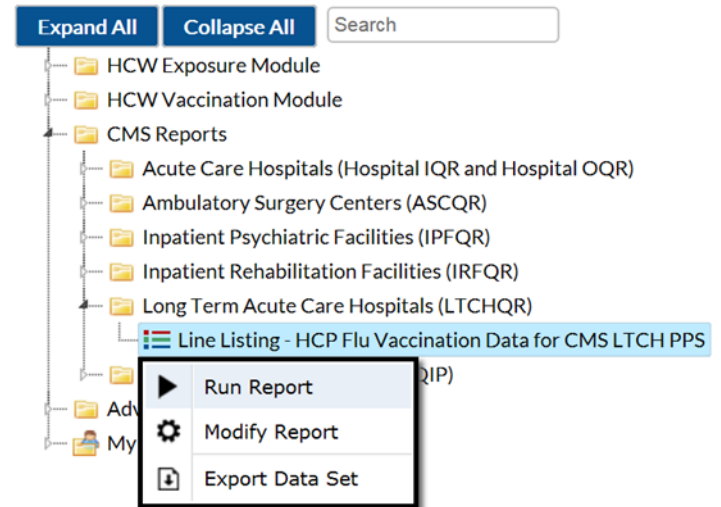 Expand All Collapse All Search
HCW Exposure Module
HCW Vaccination Module
CMS Reports
Acute Care Hospitals (Hospital IQR and Hospital OQR)
Ambulatory Surgery Centers (ASCQR)
Inpatient Psychiatric Facilities (IPFQR)
Inpatient Rehabilitation Facilities (IRFQR)
Long Term Acute Care Hospitals (LTCHQR)
Line Listing - HCP Flu Vaccination Data for CMS LTCH PPS
QIP)
Run Report
Adv
Modify Report
My
Export Data Set